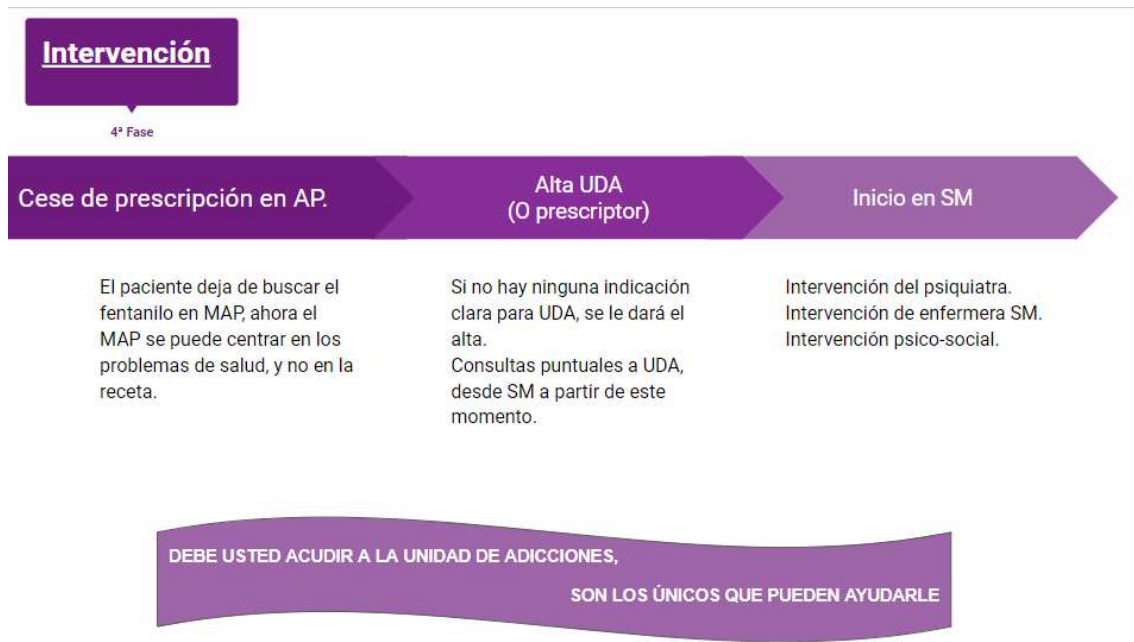 Intervención
4ª Fase
Cese de prescripción en AP.
Alta UDA
(O prescriptor)
Inicio en SM
El paciente deja de buscar el
fentanilo en MAP, ahora el
MAP se puede centrar en los
problemas de salud, y no en la
receta.
Si no hay ninguna indicación
clara para UDA, se le dará el
alta.
Consultas puntuales a UDA,
desde SM a partir de este
momento.
Intervención del psiquiatra.
Intervención de enfermera SM.
Intervención psico-social.
DEBE USTED ACUDIR A LA UNIDAD DE ADICCIONES,
SON LOS ÚNICOS QUE PUEDEN AYUDARLE